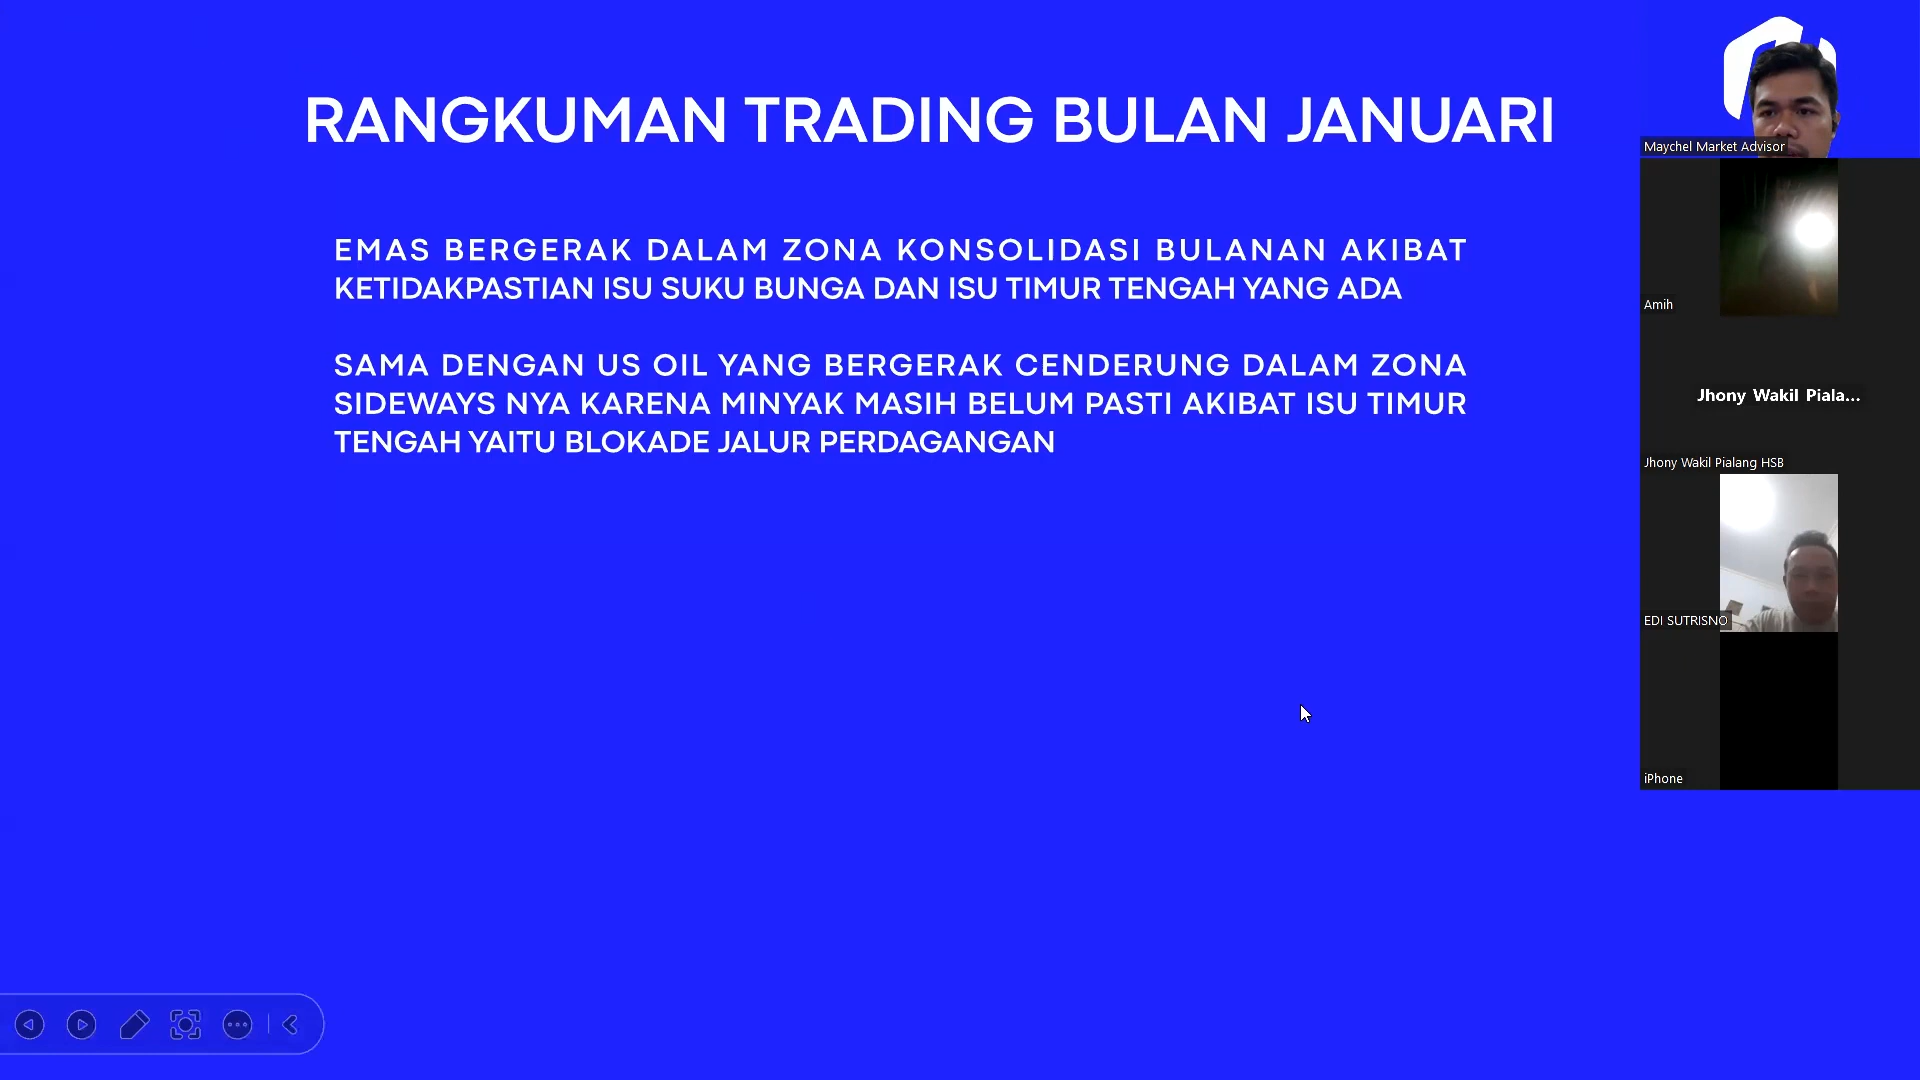 RANGKUMAN TRADING BULAN JANUARI
EMAS BERGERAK DALAM ZONA KONSOLIDASI BULANAN AKIBAT
KETIDAKPASTIAN ISU SUKU BUNGA DAN ISU TIMUR TENGAH YANG ADA
SAMA DENGAN US OIL YANG BERGERAK CENDERUNG DALAM ZONA
SIDEWAYS NYA KARENA MINYAK MASIH BELUM PASTI AKIBAT ISU TIMUR
TENGAH YAITU BLOKADE JALUR PERDAGANGAN
Maychel Market Advisor
Amih
Jhony Wakil Piala...
Jhony Wakil Pialang HSB
EDI SUTRISNO
iPhone